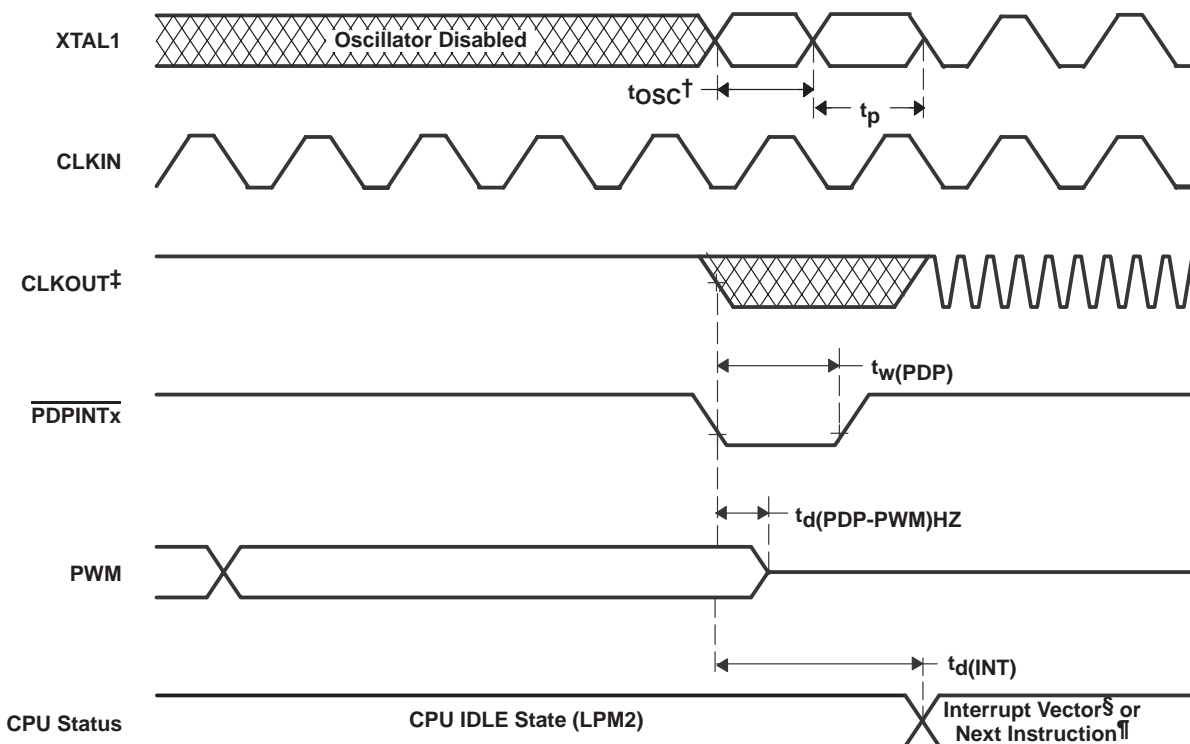 XTAL1
Oscillator Disabled
tOSC†
tp
CLKIN
CLKOUT‡
tw(PDP)
PDPINTx
td(PDP-PWM)HZ
PWM
td(INT)
CPU Status
CPU IDLE State (LPM2)
Interrupt Vector§ or
Next Instruction¶